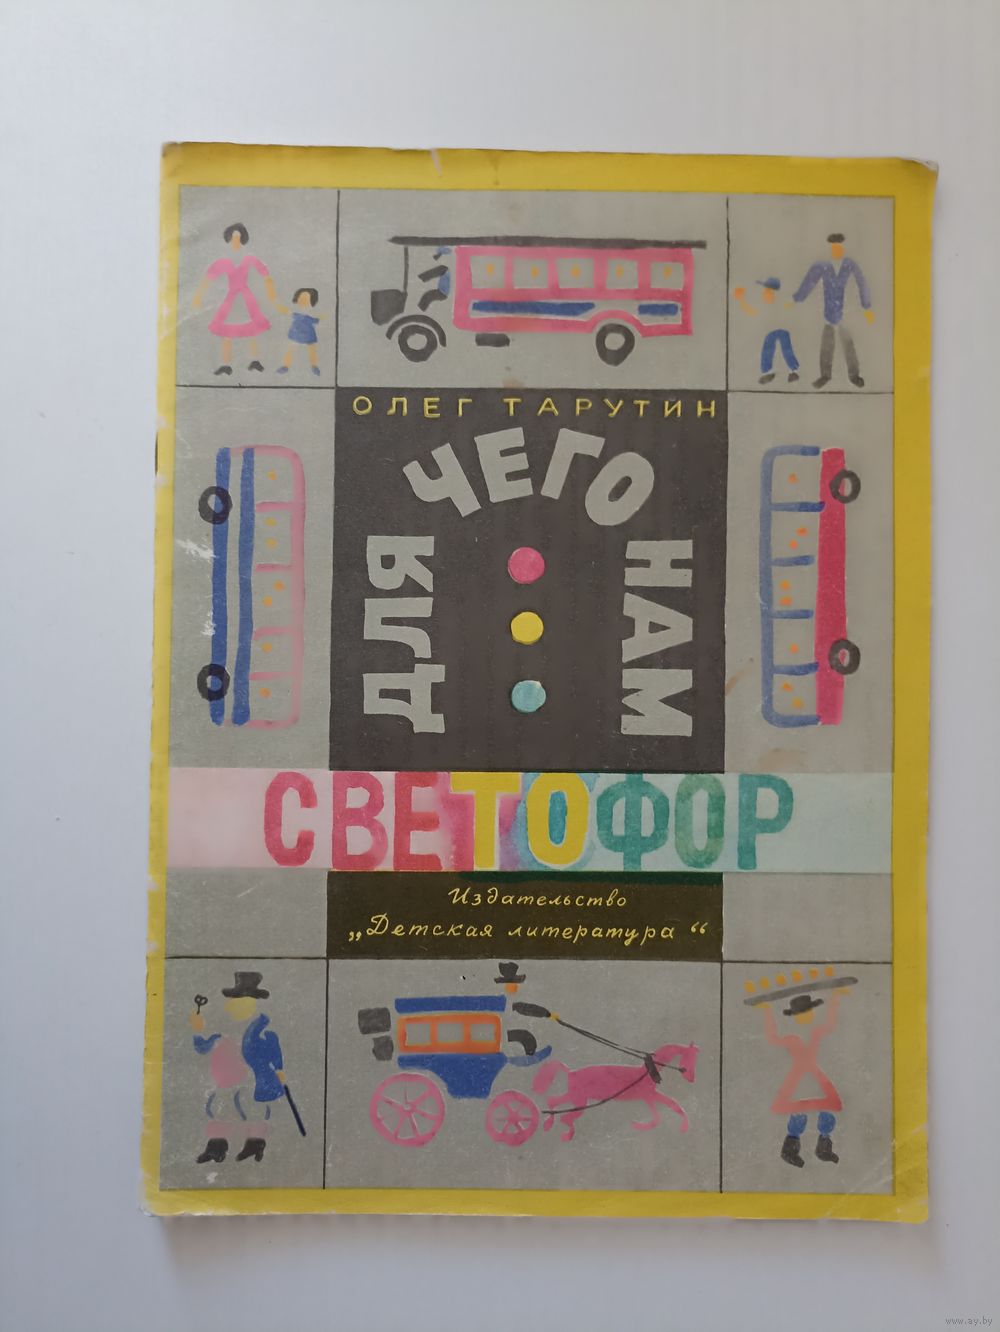 ОЛЕГ ТАРУТИН
ДЛЯ
ЧЕГО
НАМ
СВЕТОФОР
Издательство
„Детская литература“
www.ay.by